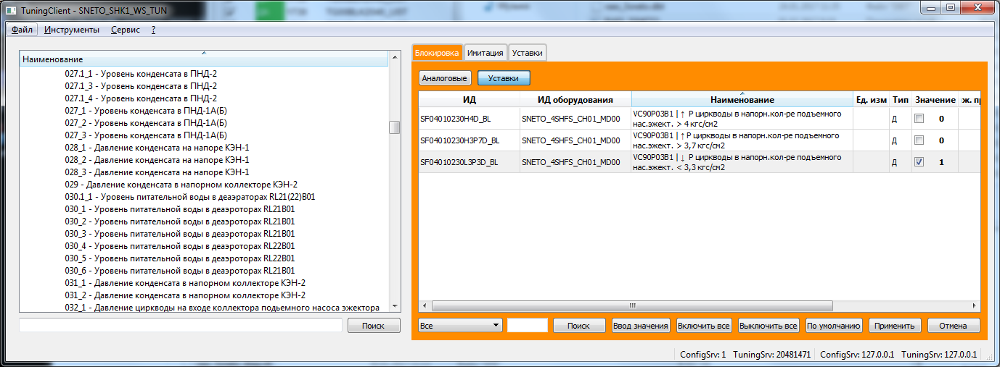 TuningClient - SNETO_SHK1_WS_TUN
Файл Инструменты Сервис ?
Наименование
027.1_1 - Уровень конденсата в ПНД-2
027.1_3 - Уровень конденсата в ПНД-2
027.1_4 - Уровень конденсата в ПНД-2
027_1 - Уровень конденсата в ПНД-1А(Б)
027_2 - Уровень конденсата в ПНД-1А(Б)
027_3 - Уровень конденсата в ПНД-1А(Б)
028_1 - Давление конденсата на напоре КЭН-1
028_2 - Давление конденсата на напоре КЭН-1
028_3 - Давление конденсата на напоре КЭН-1
029 - Давление конденсата в напорном коллекторе КЭН-2
030.1_1 - Уровень питательной воды в деаэраторах RL21(22)B01
030_1 - Уровень питательной воды в деаэроторах RL21B01
030_2 - Уровень питательной воды в деаэроторах RL21B01
030_3 - Уровень питательной воды в деаэроторах RL21B01
030_4 - Уровень питательной воды в деаэроторах RL22B01
030_5 - Уровень питательной воды в деаэроторах RL22B01
030_6 - Уровень питательной воды в деаэроторах RL21B01
031_1 - Давление конденсата в напорном коллекторе КЭН-2
031_2 - Давление конденсата в напорном коллекторе КЭН-2
032_1 - Давление циркводы на входе коллектора подьемного насоса эжектора
Поиск
Блокировка Имитация Уставки
Аналоговые Уставки
ИД ИД оборудования Наименование Ед. изм Тип Значение ж. пр
SF04010230H4D_BL SNETO_4SHFS_CH01_MD00 VC90P03B1 | ↑ P циркводы в напорн.кол-ре подъемного Д 0
нас.эжект. > 4 кгс/см2
SF04010230H3P7D_BL SNETO_4SHFS_CH01_MD00 VC90P03B1 | ↑ P циркводы в напорн.кол-ре подъемного Д 0
нас.эжект. > 3,7 кгс/см2
SF04010230L3P3D_BL SNETO_4SHFS_CH01_MD00 VC90P03B1 | ↓ P циркводы в напорн.кол-ре подъемного Д 1
нас.эжект. < 3,3 кгс/см2
Все Поиск Ввод значения Включить все Выключить все По умолчанию Применить Отмена
ConfigSrv: 1 TuningSrv: 20481471 ConfigSrv: 127.0.0.1 TuningSrv: 127.0.0.1